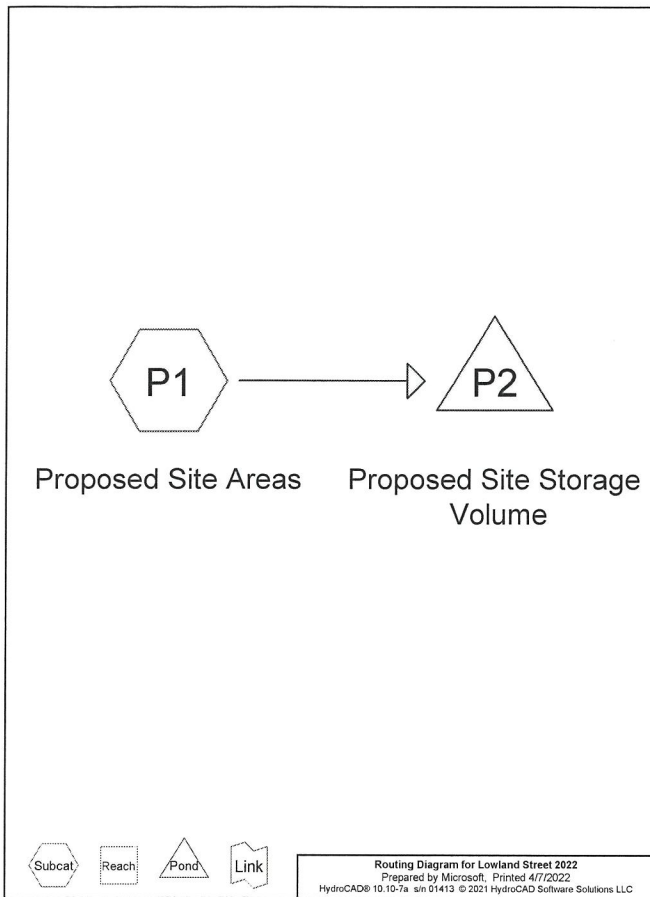 P1
P2
Proposed Site Areas
Proposed Site Storage
Volume
Subcat
Reach
Pond
Link
Routing Diagram for Lowland Street 2022
Prepared by Microsoft, Printed 4/7/2022
HydroCAD® 10.10-7a s/n 01413 © 2021 HydroCAD Software Solutions LLC